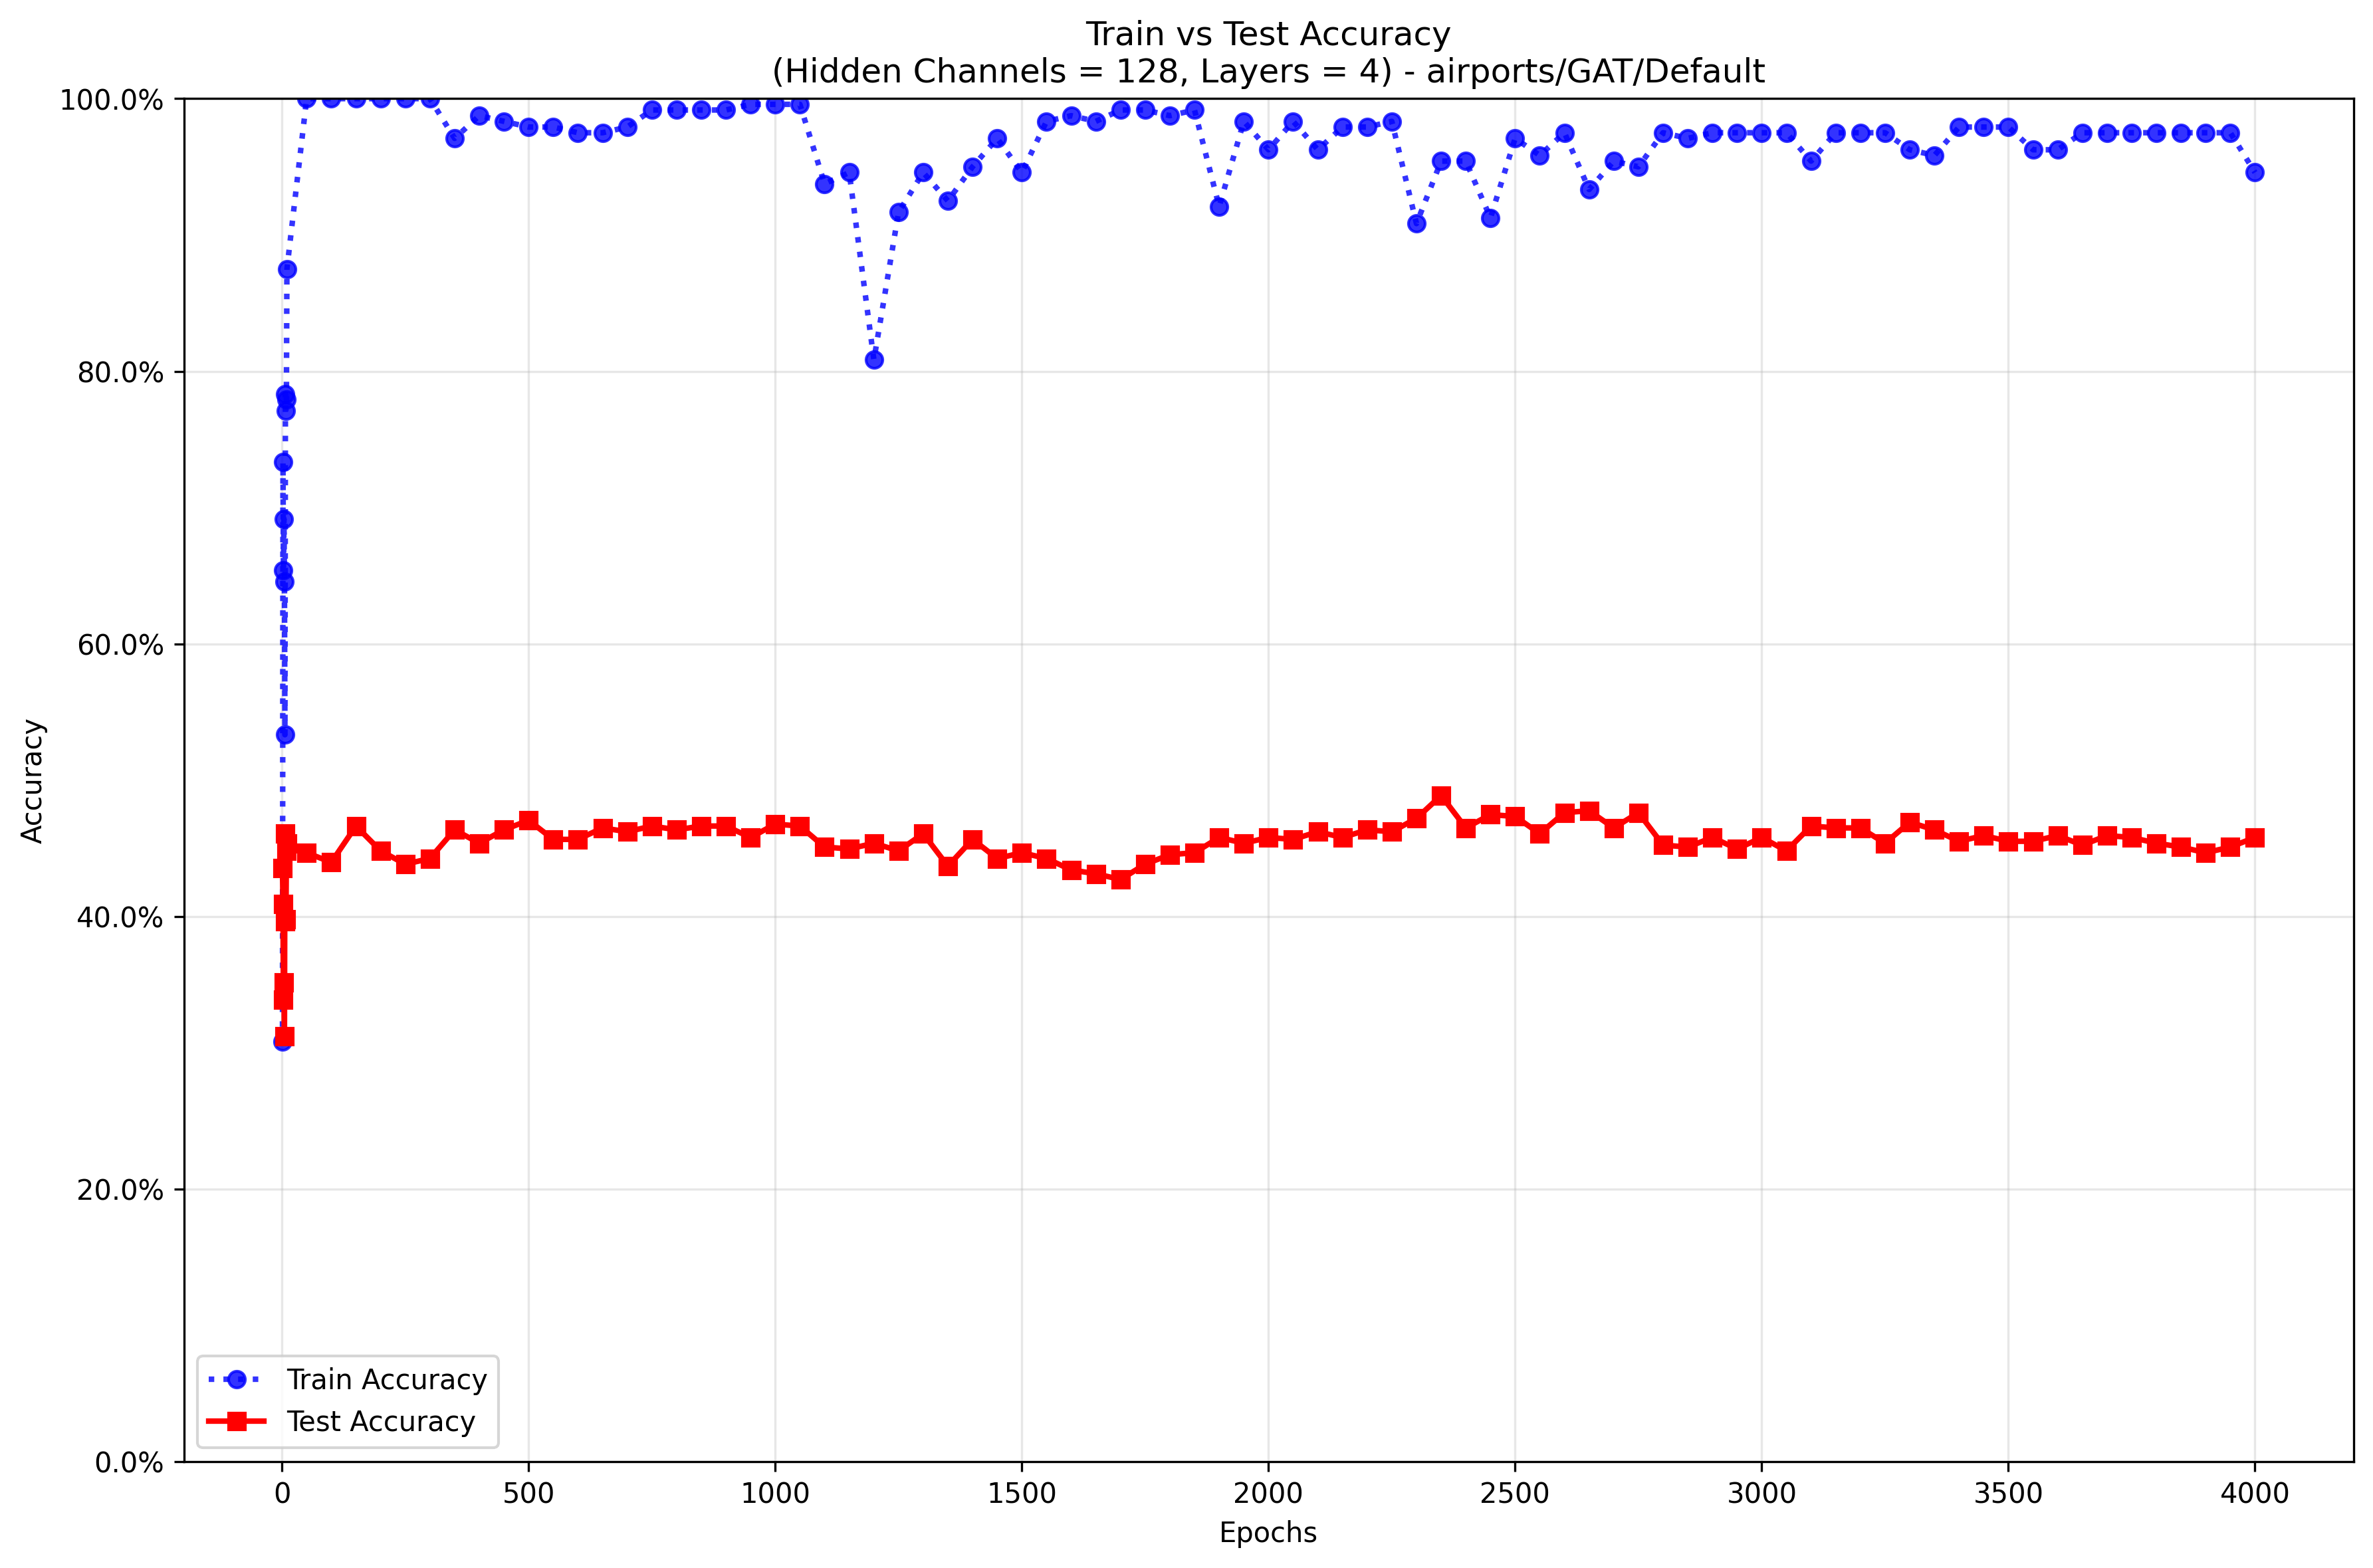 Train vs Test Accuracy
(Hidden Channels = 128, Layers = 4) - airports/GAT/Default
100.0%
80.0%
60.0%
40.0%
20.0%
0.0%
Accuracy
Train Accuracy
Test Accuracy
0 500 1000 1500 2000 2500 3000 3500 4000
Epochs